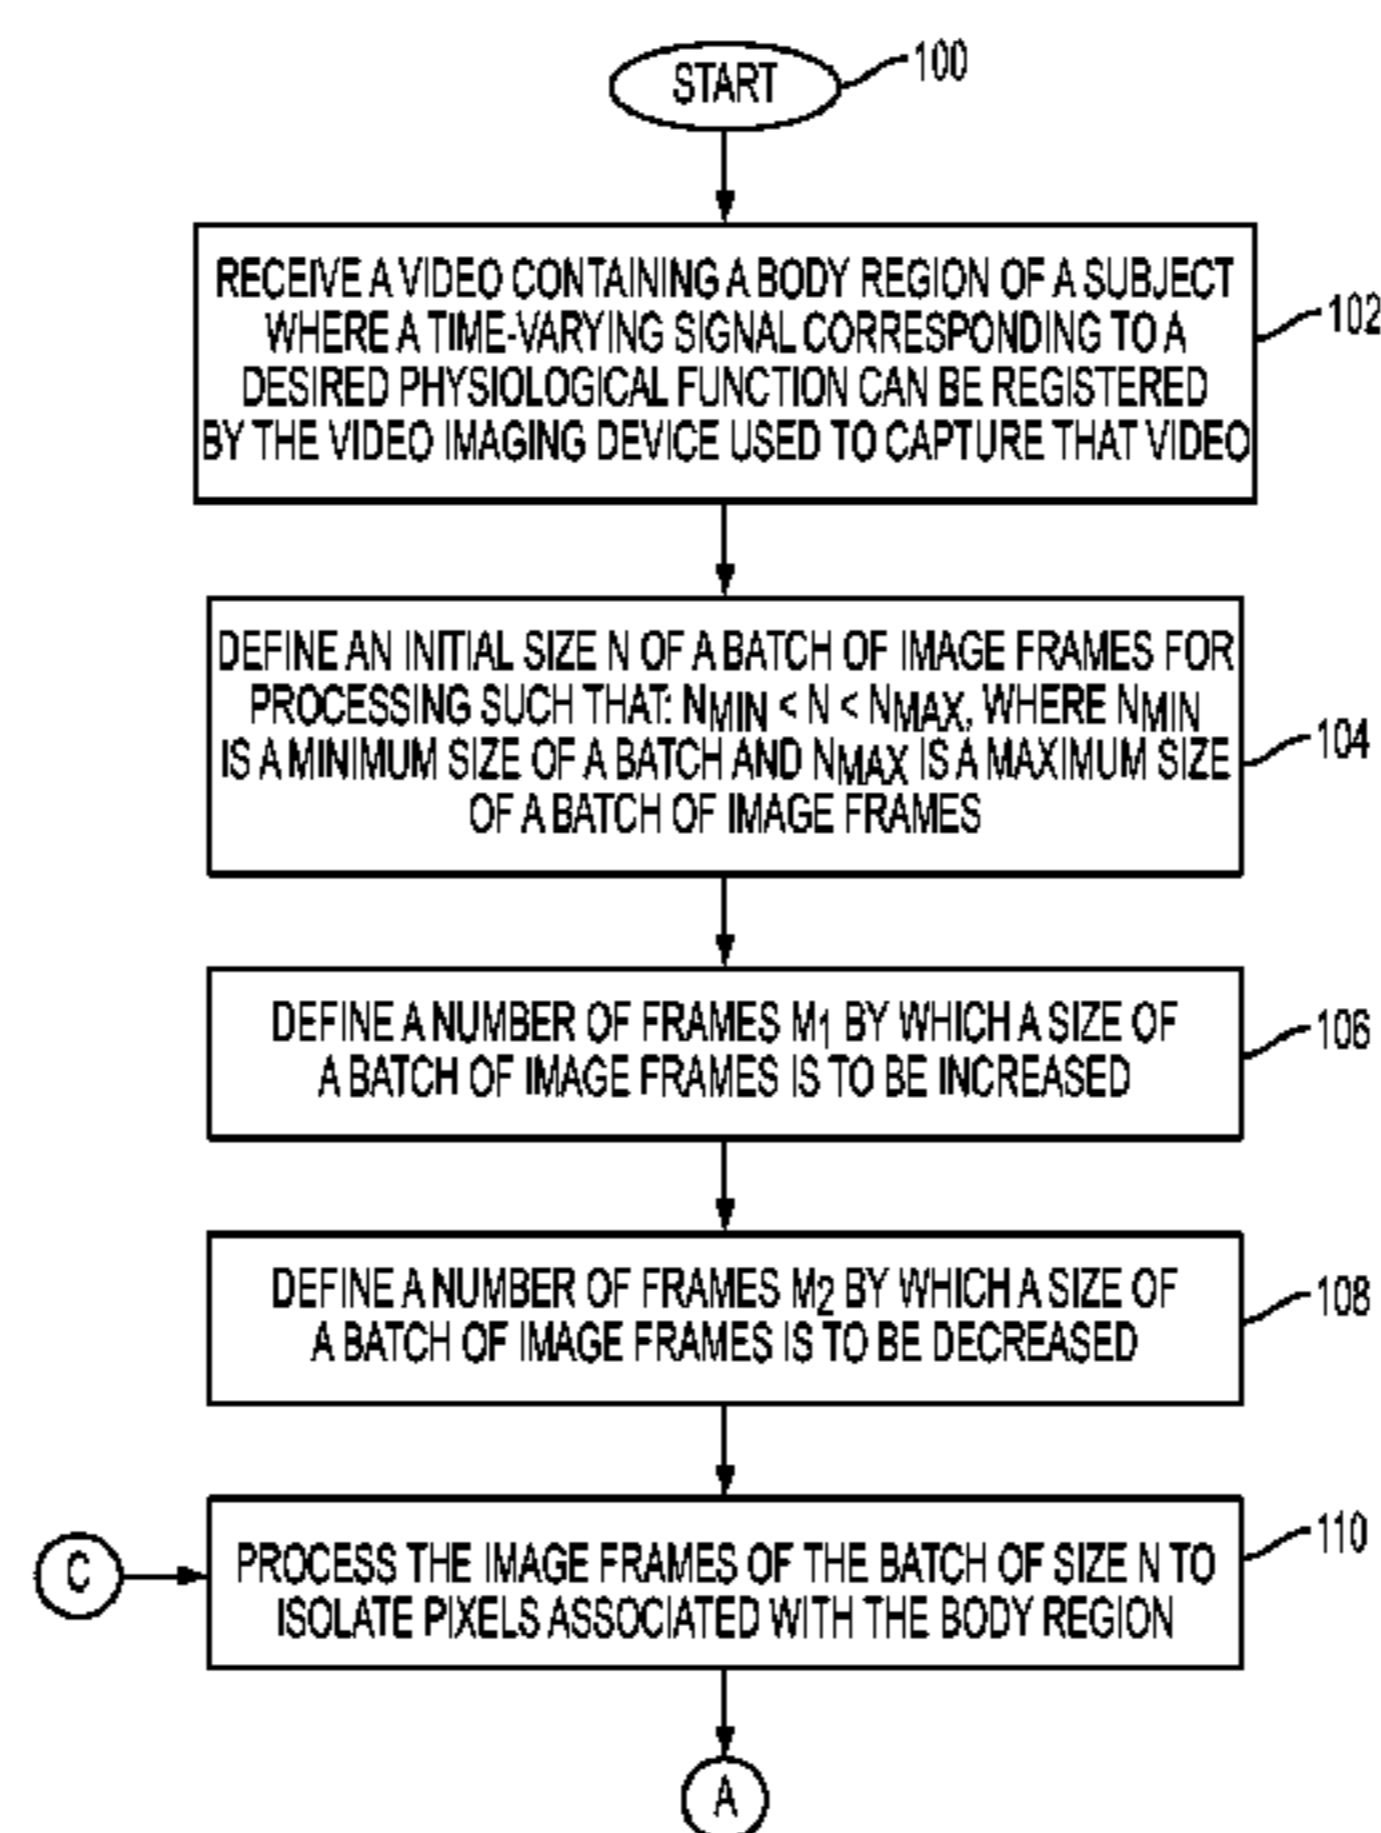 START
100
RECEIVE A VIDEO CONTAINING A BODY REGION OF A SUBJECT
WHERE A TIME-VARYING SIGNAL CORRESPONDING TO A
DESIRED PHYSIOLOGICAL FUNCTION CAN BE REGISTERED
BY THE VIDEO IMAGING DEVICE USED TO CAPTURE THAT VIDEO
102
DEFINE AN INITIAL SIZE N OF A BATCH OF IMAGE FRAMES FOR
PROCESSING SUCH THAT: NMIN < N < NMAX, WHERE NMIN
IS A MINIMUM SIZE OF A BATCH AND NMAX IS A MAXIMUM SIZE
OF A BATCH OF IMAGE FRAMES
104
DEFINE A NUMBER OF FRAMES M1 BY WHICH A SIZE OF
A BATCH OF IMAGE FRAMES IS TO BE INCREASED
106
DEFINE A NUMBER OF FRAMES M2 BY WHICH A SIZE OF
A BATCH OF IMAGE FRAMES IS TO BE DECREASED
108
C
PROCESS THE IMAGE FRAMES OF THE BATCH OF SIZE N TO
ISOLATE PIXELS ASSOCIATED WITH THE BODY REGION
110
A